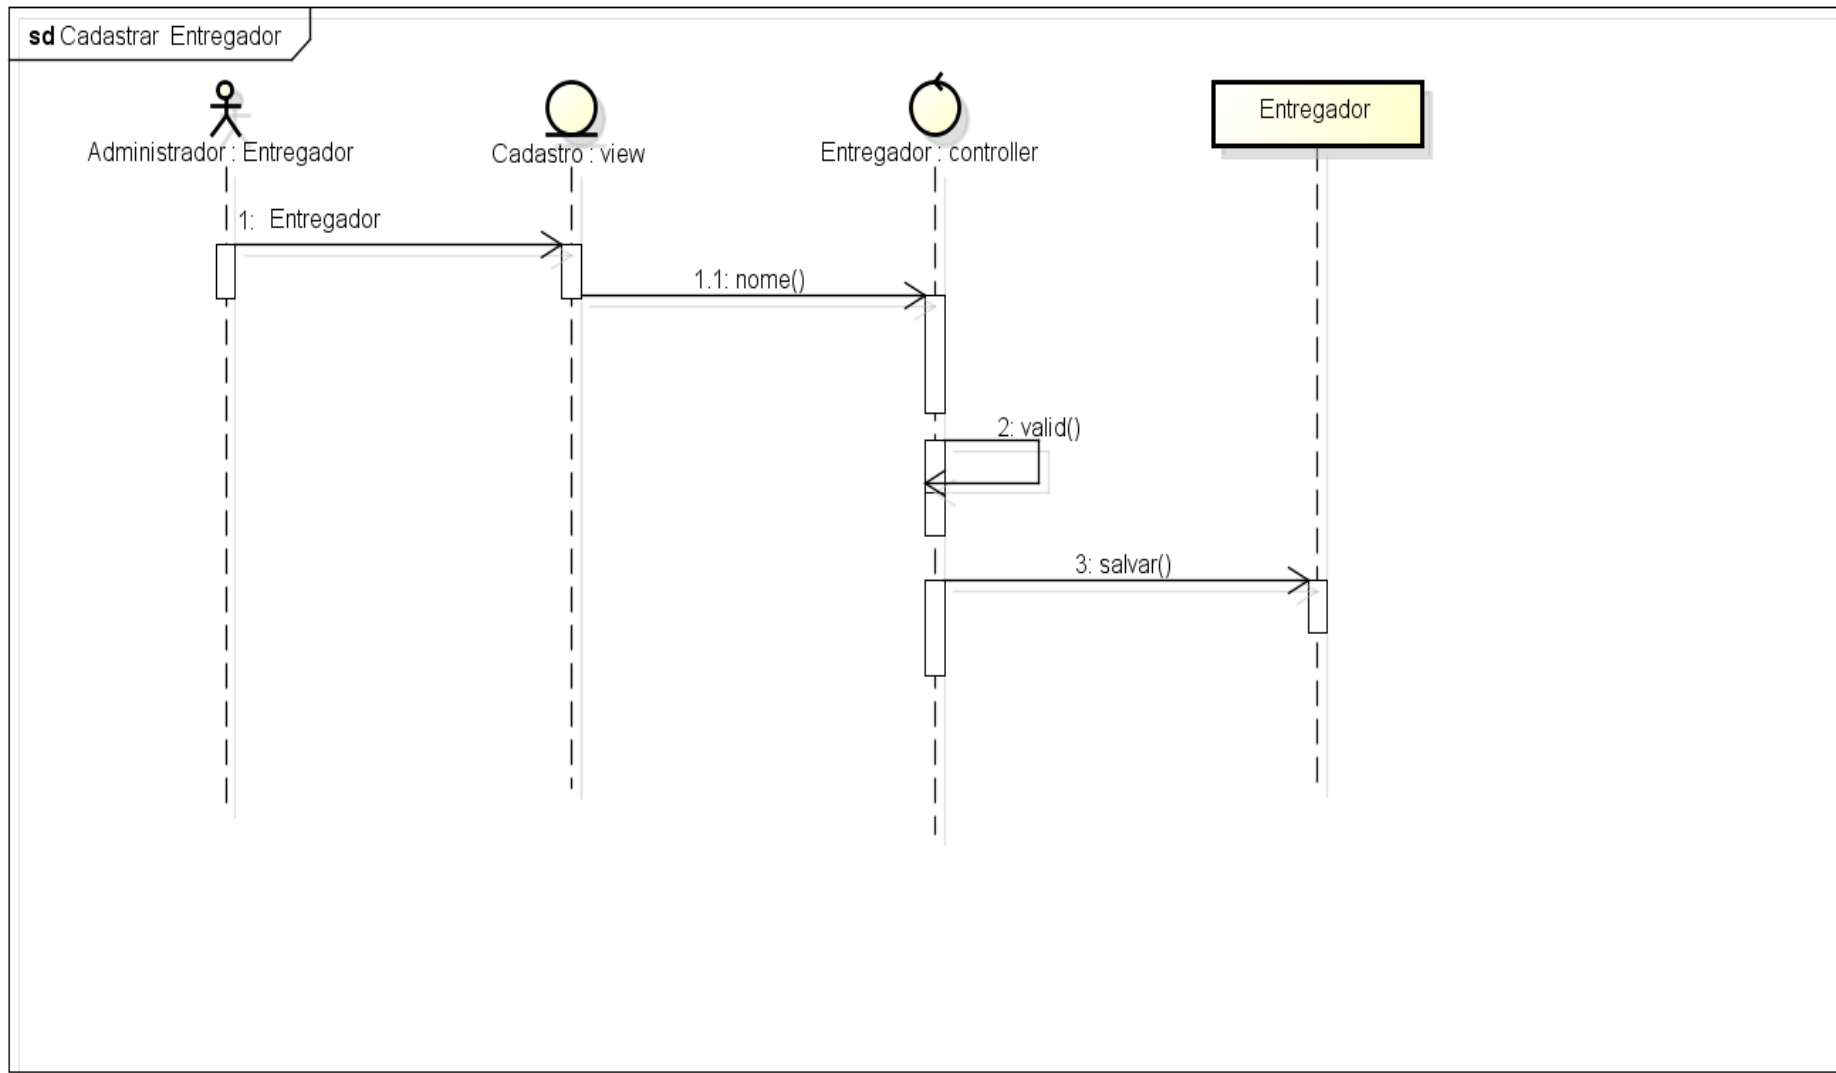 sd Cadastrar Entregador
Administrador : Entregador
Cadastro : view
Entregador : controller
Entregador
1: Entregador
1.1: nome()
2: valid()
3: salvar()